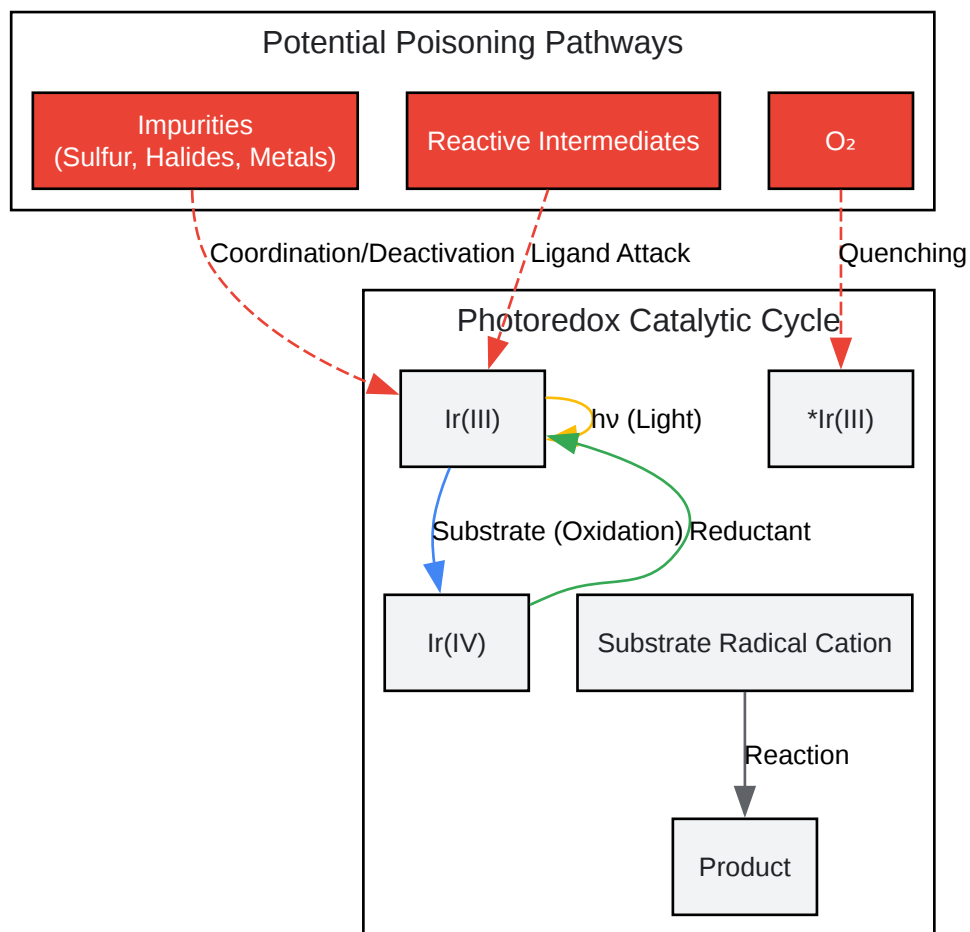 Potential Poisoning Pathways
Impurities
(Sulfur, Halides, Metals)
Reactive Intermediates
O₂
Coordination/Deactivation
Ligand Attack
Quenching
Photoredox Catalytic Cycle
Ir(III)
hν (Light)
*Ir(III)
Substrate (Oxidation)
Reductant
Ir(IV)
Substrate Radical Cation
Reaction
Product